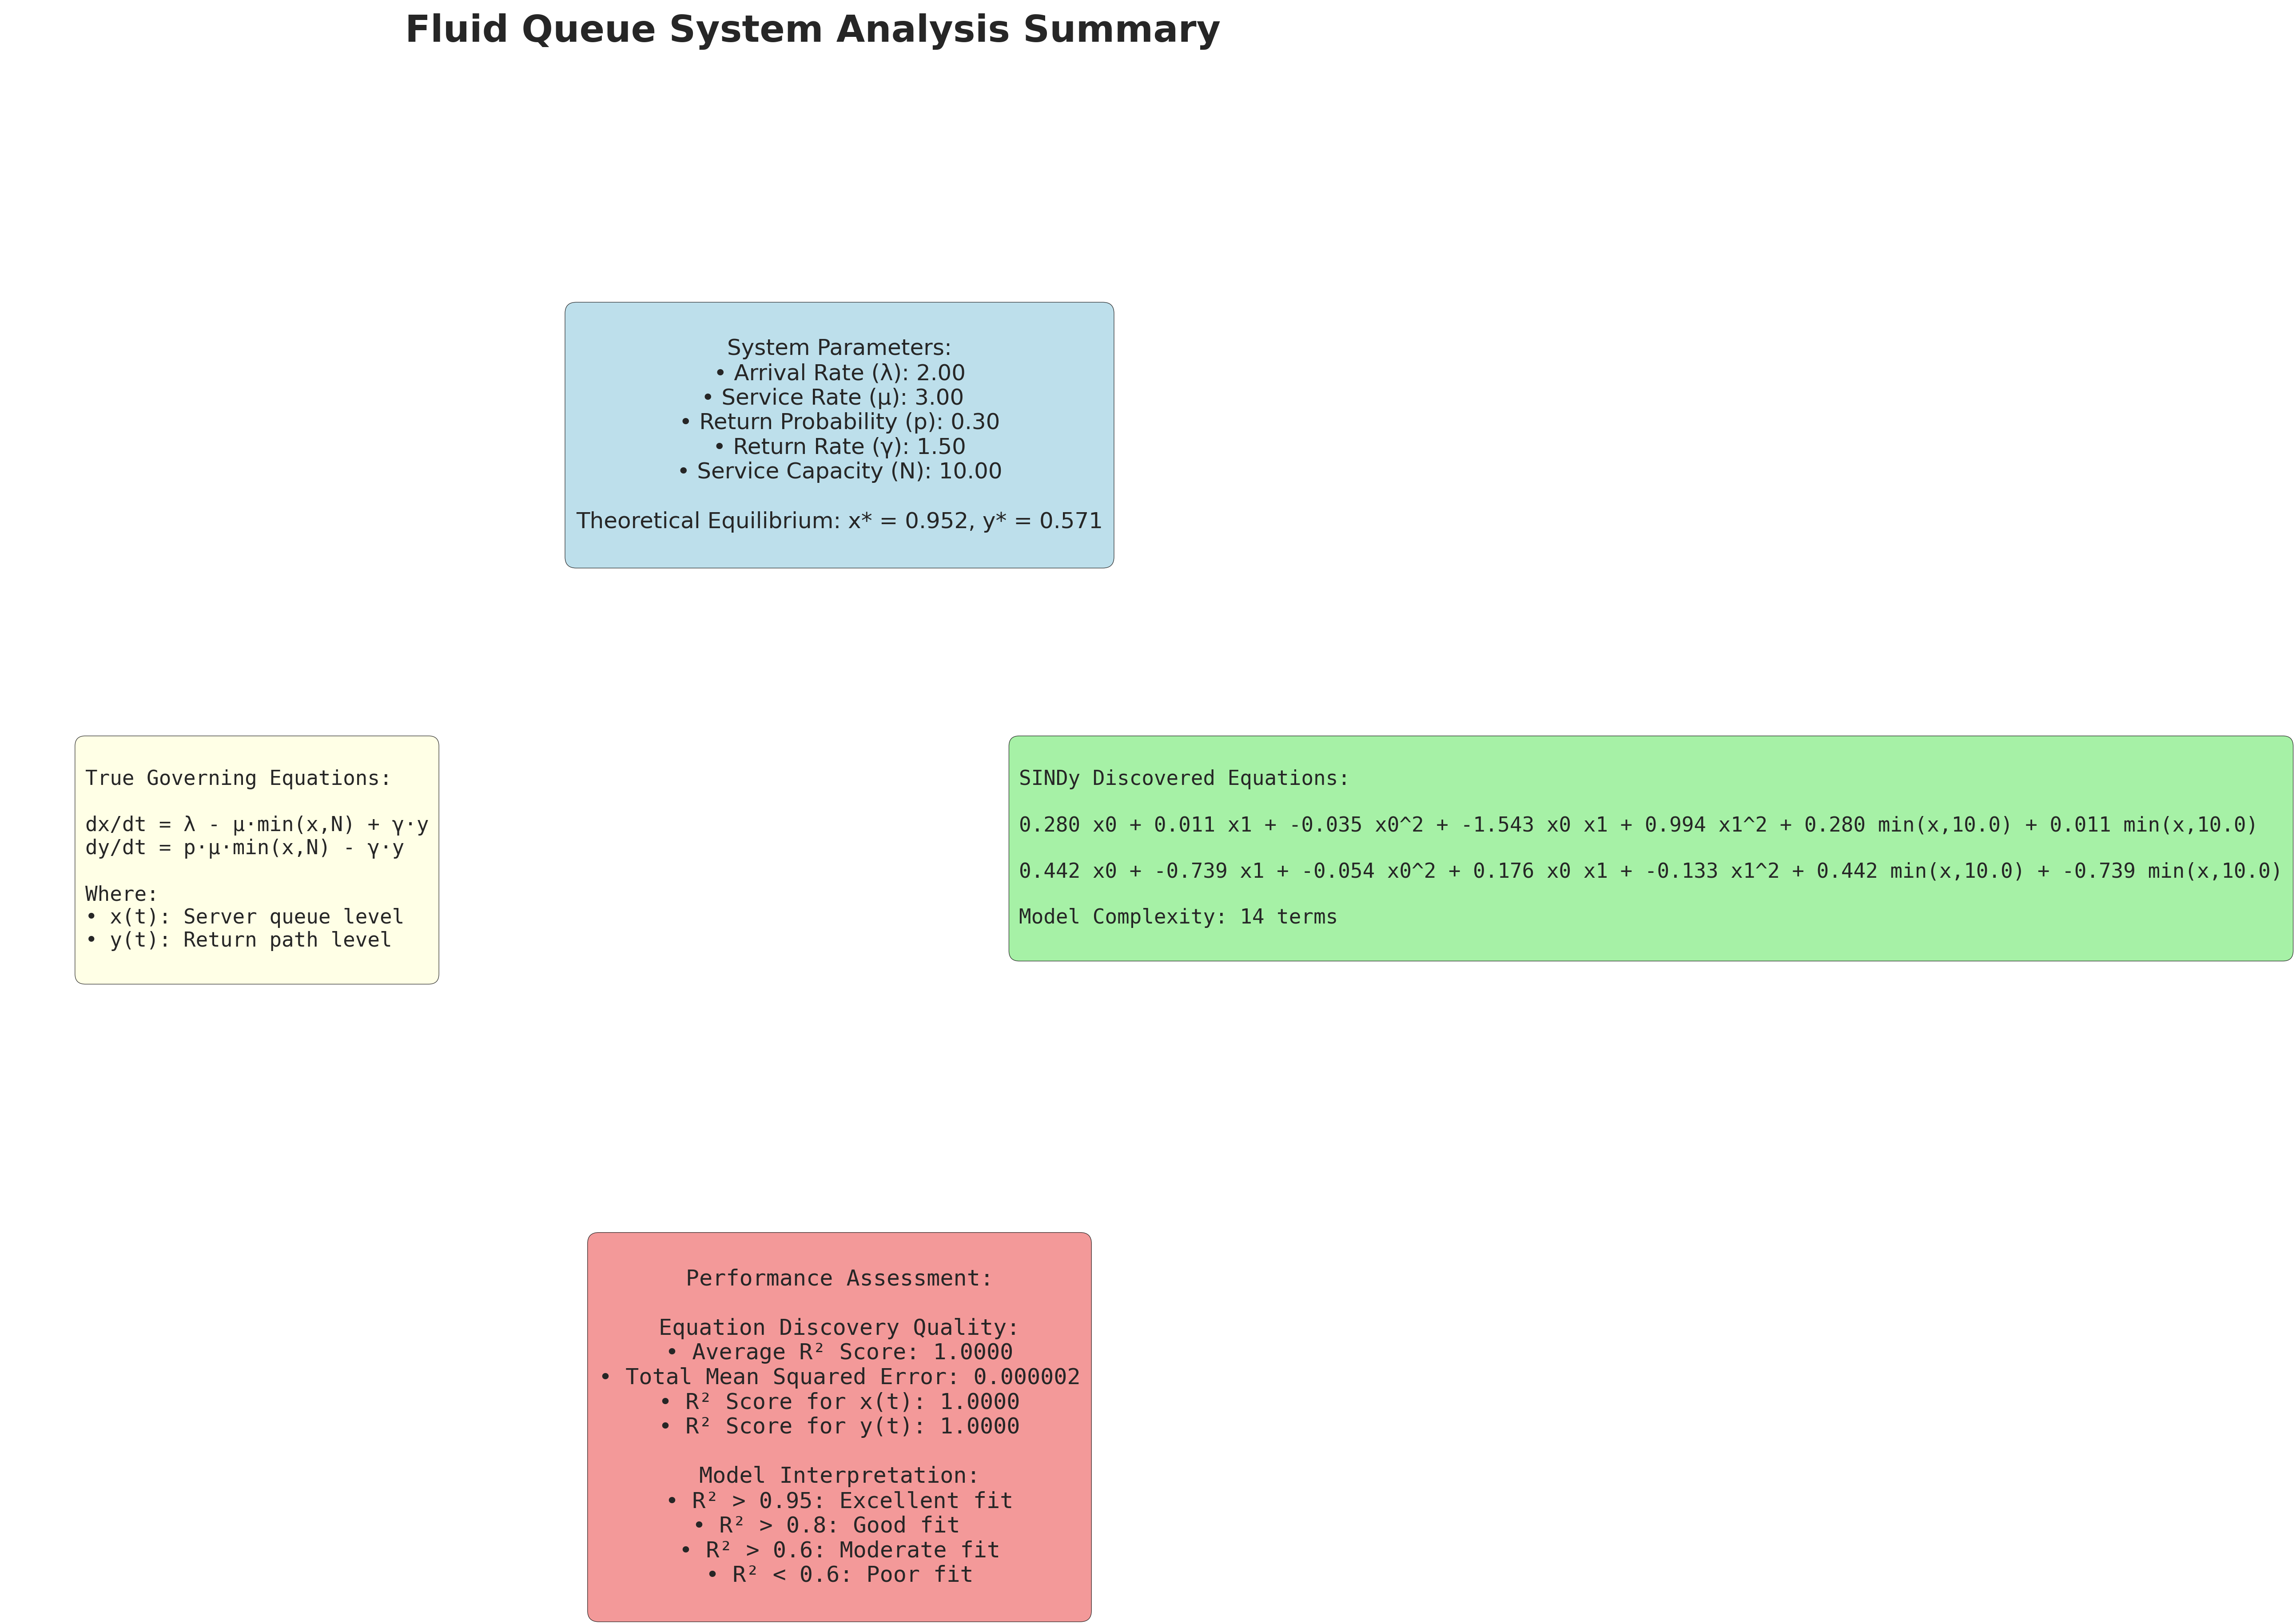 Fluid Queue System Analysis Summary
System Parameters:
• Arrival Rate (λ): 2.00
• Service Rate (μ): 3.00
• Return Probability (p): 0.30
• Return Rate (γ): 1.50
• Service Capacity (N): 10.00
Theoretical Equilibrium: x* = 0.952, y* = 0.571
True Governing Equations:
dx/dt = λ - μ·min(x,N) + γ·y
dy/dt = p·μ·min(x,N) - γ·y
Where:
• x(t): Server queue level
• y(t): Return path level
SINDy Discovered Equations:
0.280 x0 + 0.011 x1 + -0.035 x0^2 + -1.543 x0 x1 + 0.994 x1^2 + 0.280 min(x,10.0) + 0.011 min(x,10.0)
0.442 x0 + -0.739 x1 + -0.054 x0^2 + 0.176 x0 x1 + -0.133 x1^2 + 0.442 min(x,10.0) + -0.739 min(x,10.0)
Model Complexity: 14 terms
Performance Assessment:
Equation Discovery Quality:
• Average R² Score: 1.0000
• Total Mean Squared Error: 0.000002
• R² Score for x(t): 1.0000
• R² Score for y(t): 1.0000
Model Interpretation:
• R² > 0.95: Excellent fit
• R² > 0.8: Good fit
• R² > 0.6: Moderate fit
• R² < 0.6: Poor fit